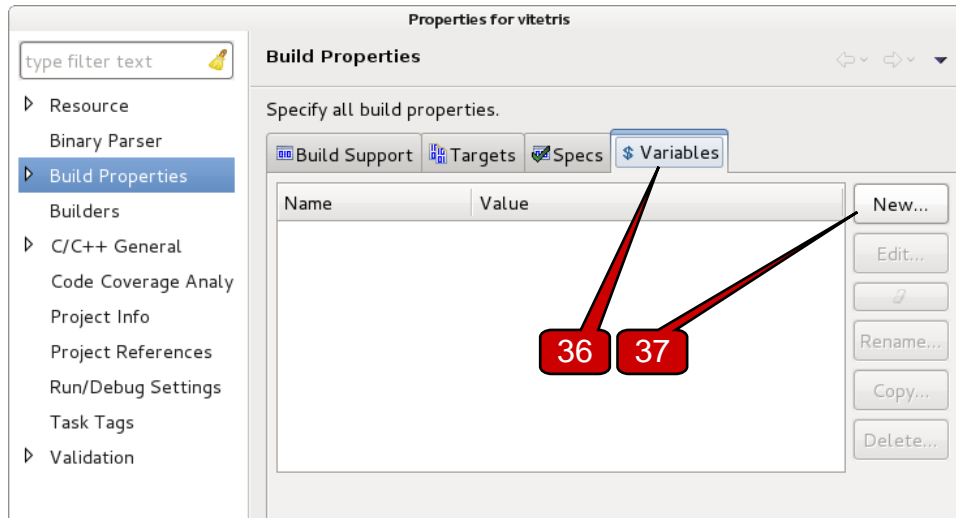 Properties for vitetris
type filter text
Resource
Binary Parser
Build Properties
Builders
C/C++ General
Code Coverage Analy
Project Info
Project References
Run/Debug Settings
Task Tags
Validation
Build Properties
Specify all build properties.
Build Support Targets Specs $ Variables
Name Value
New...
Edit...
Rename...
Copy...
Delete...
36 37